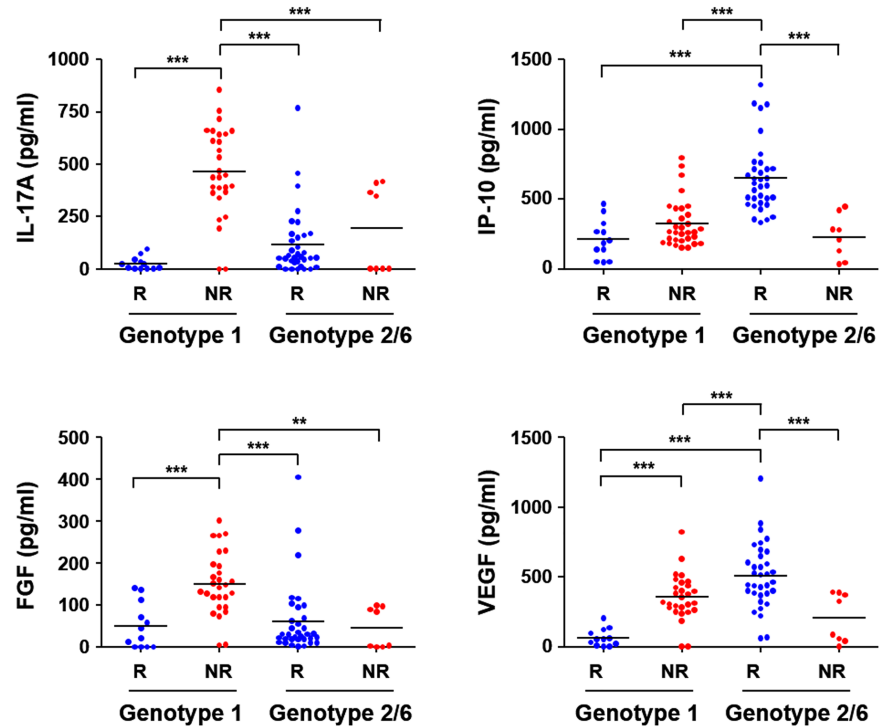 ***
***
***
1000
750
500
250
0
IL-17A (pg/ml)
R NR R NR
Genotype 1 Genotype 2/6
***
***
***
1500
1000
500
0
IP-10 (pg/ml)
R NR R NR
Genotype 1 Genotype 2/6
**
***
***
500
400
300
200
100
0
FGF (pg/ml)
R NR R NR
Genotype 1 Genotype 2/6
***
***
***
***
1500
1000
500
0
VEGF (pg/ml)
R NR R NR
Genotype 1 Genotype 2/6